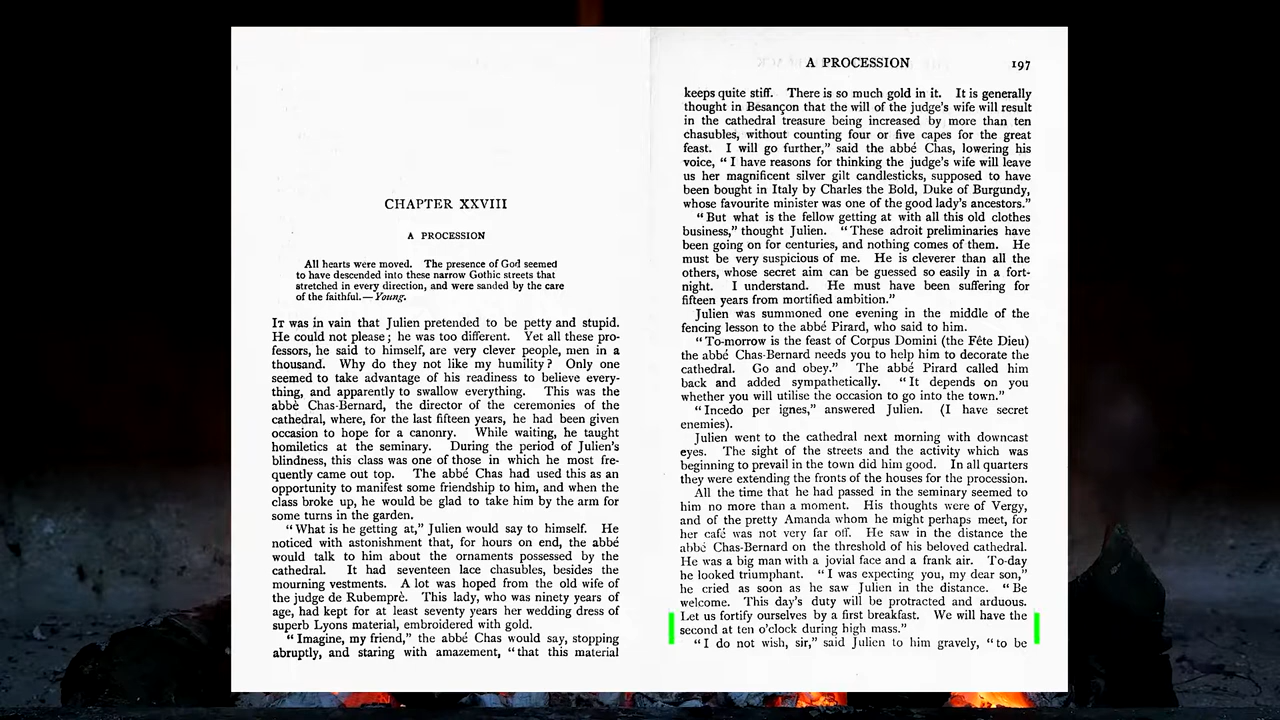 CHAPTER XXVIII
A PROCESSION
All hearts were moved. The presence of God seemed
to have descended into these narrow Gothic streets that
stretched in every direction, and were sanded by the care
of the faithful.—Young.
IT was in vain that Julien pretended to be petty and stupid.
He could not please; he was too different. Yet all these pro-
fessors, he said to himself, are very clever people, men in a
thousand. Why do they not like my humility? Only one
seemed to take advantage of his readiness to believe every-
thing, and apparently to swallow everything. This was the
abbè Chas-Bernard, the director of the ceremonies of the
cathedral, where, for the last fifteen years, he had been given
occasion to hope for a canonry. While waiting, he taught
homiletics at the seminary. During the period of Julien's
blindness, this class was one of those in which he most fre-
quently came out top. The abbé Chas had used this as an
opportunity to manifest some friendship to him, and when the
class broke up, he would be glad to take him by the arm for
some turns in the garden.
"What is he getting at," Julien would say to himself. He
noticed with astonishment that, for hours on end, the abbé
would talk to him about the ornaments possessed by the
cathedral. It had seventeen lace chasubles, besides the
mourning vestments. A lot was hoped from the old wife of
the judge de Rubemprè. This lady, who was ninety years of
age, had kept for at least seventy years her wedding dress of
superb Lyons material, embroidered with gold.
"Imagine, my friend," the abbé Chas would say, stopping
abruptly, and staring with amazement, "that this material
A PROCESSION 197
keeps quite stiff. There is so much gold in it. It is generally
thought in Besançon that the will of the judge's wife will result
in the cathedral treasure being increased by more than ten
chasubles, without counting four or five capes for the great
feast. I will go further," said the abbé Chas, lowering his
voice, "I have reasons for thinking the judge's wife will leave
us her magnificent silver gilt candlesticks, supposed to have
been bought in Italy by Charles the Bold, Duke of Burgundy,
whose favourite minister was one of the good lady's ancestors."
"But what is the fellow getting at with all this old clothes
business," thought Julien. "These adroit preliminaries have
been going on for centuries, and nothing comes of them. He
must be very suspicious of me. He is cleverer than all the
others, whose secret aim can be guessed so easily in a fort-
night. I understand. He must have been suffering for
fifteen years from mortified ambition."
Julien was summoned one evening in the middle of the
fencing lesson to the abbé Pirard, who said to him.
"To-morrow is the feast of Corpus Domini (the Fête Dieu)
the abbé Chas-Bernard needs you to help him to decorate the
cathedral. Go and obey." The abbé Pirard called him
back and added sympathetically. "It depends on you
whether you will utilise the occasion to go into the town."
"Incedo per ignes," answered Julien. (I have secret
enemies).
Julien went to the cathedral next morning with downcast
eyes. The sight of the streets and the activity which was
beginning to prevail in the town did him good. In all quarters
they were extending the fronts of the houses for the procession.
All the time that he had passed in the seminary seemed to
him no more than a moment. His thoughts were of Vergy,
and of the pretty Amanda whom he might perhaps meet, for
her café was not very far off. He saw in the distance the
abbé Chas-Bernard on the threshold of his beloved cathedral.
He was a big man with a jovial face and a frank air. To-day
he looked triumphant. "I was expecting you, my dear son,"
he cried as soon as he saw Julien in the distance. "Be
welcome. This day's duty will be protracted and arduous.
Let us fortify ourselves by a first breakfast. We will have the
second at ten o'clock during high mass."
"I do not wish, sir," said Julien to him gravely, "to be